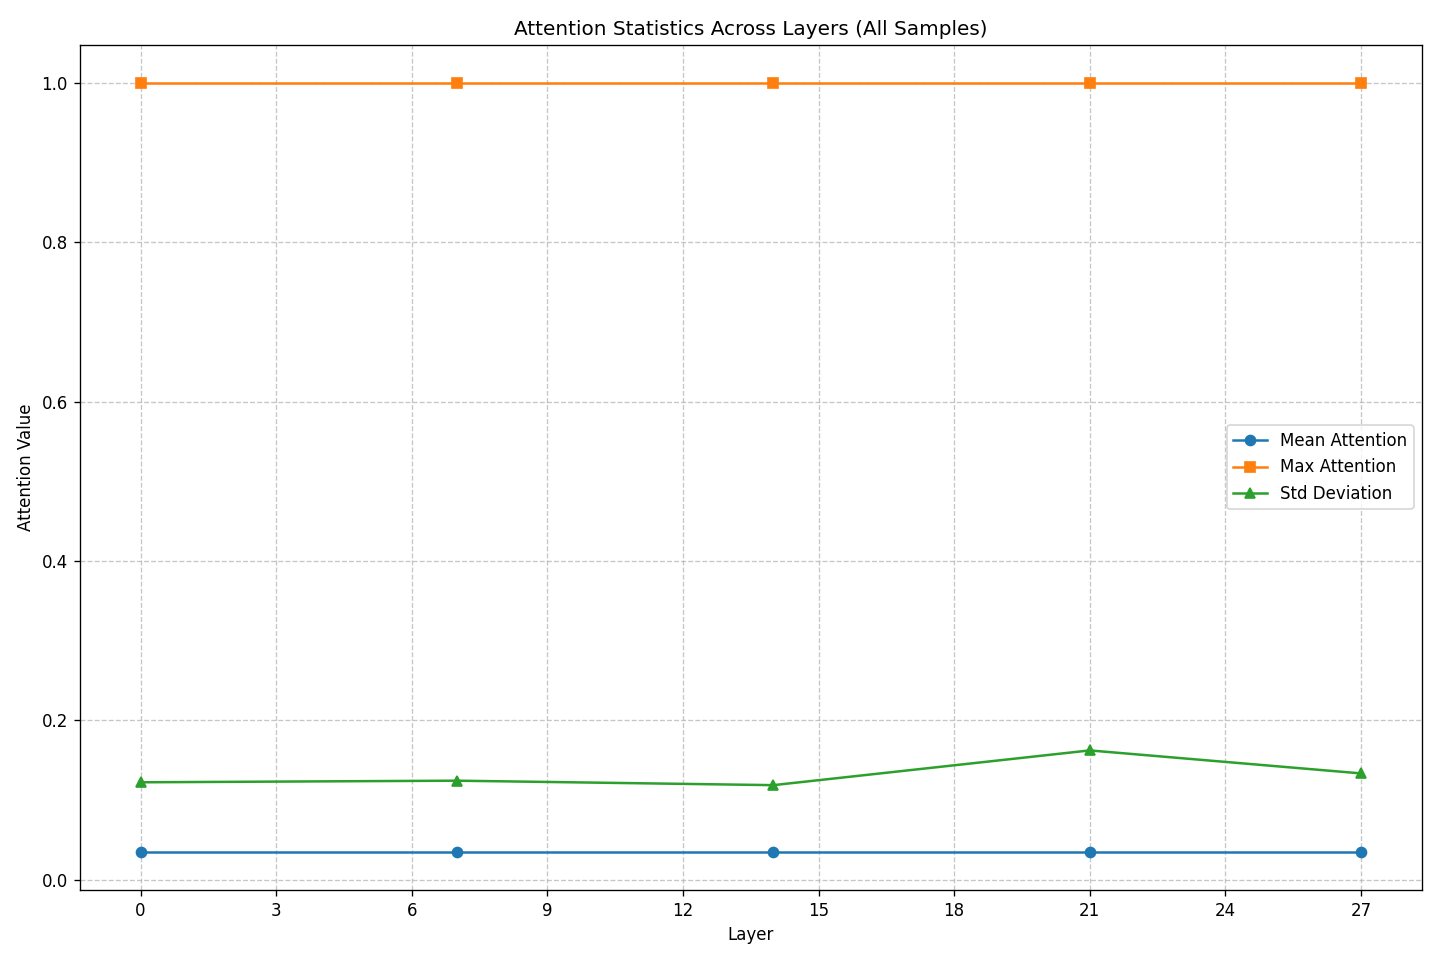 Attention Statistics Across Layers (All Samples)
Attention Value
1.0
0.8
0.6
0.4
0.2
0.0
Mean Attention
Max Attention
Std Deviation
0 3 6 9 12 15 18 21 24 27
Layer